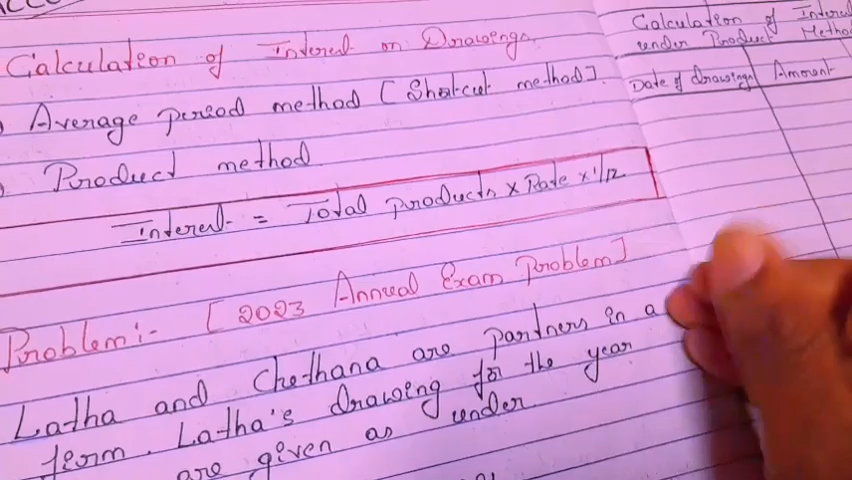 Calculation of Interest on Drawings.
Average period method [Shortcut method].
Product method
Interest = Total products x Rate x 1/12
Problem:- [2023 Annual Exam Problem]
Latha and Chethana are partners in a
firm. Latha's drawing for the year
are given as under
Calculation of Interest
under Product Method
Date of drawings Amount